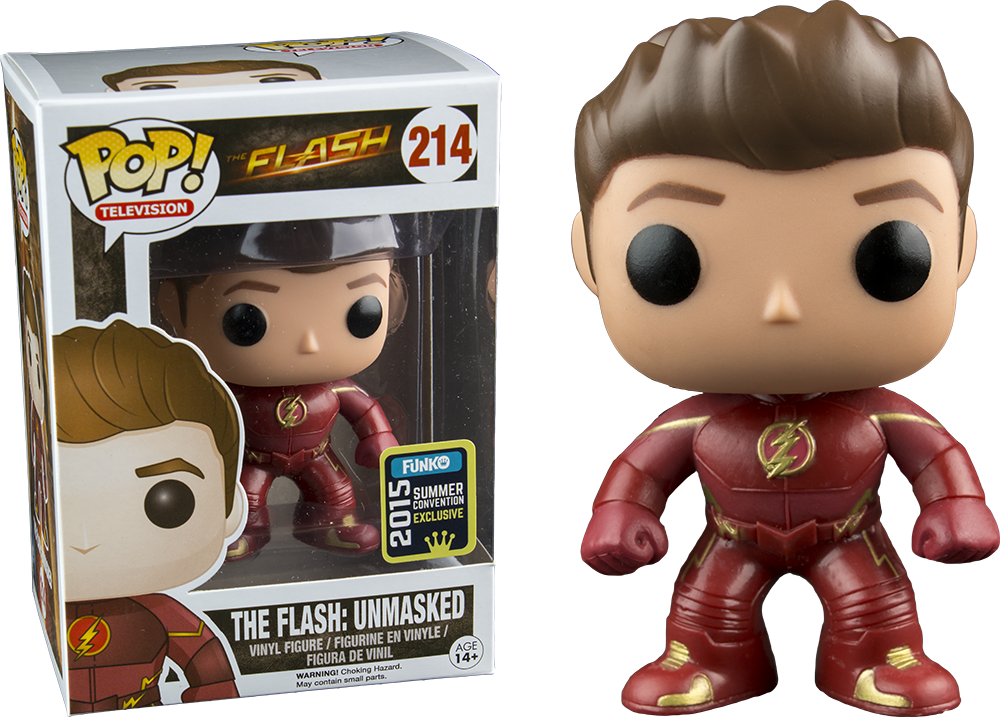 POP!
TELEVISION
THE FLASH
214
FUNKO
2015
SUMMER
CONVENTION
EXCLUSIVE
THE FLASH: UNMASKED
VINYL FIGURE / FIGURINE EN VINYLE /
FIGURA DE VINIL
WARNING! Choking Hazard.
May contain small parts.
AGE
14+